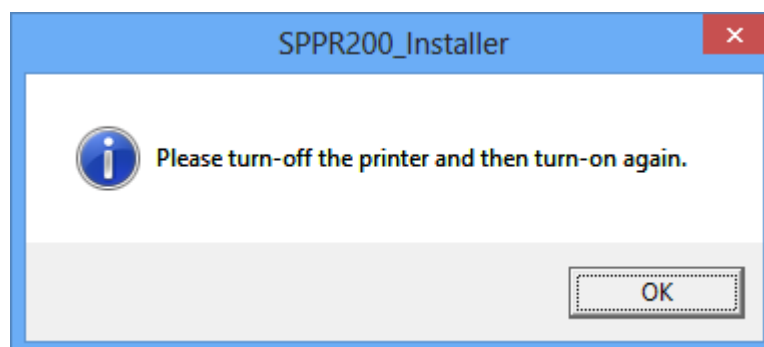 SPPR200_Installer
Please turn-off the printer and then turn-on again.
OK